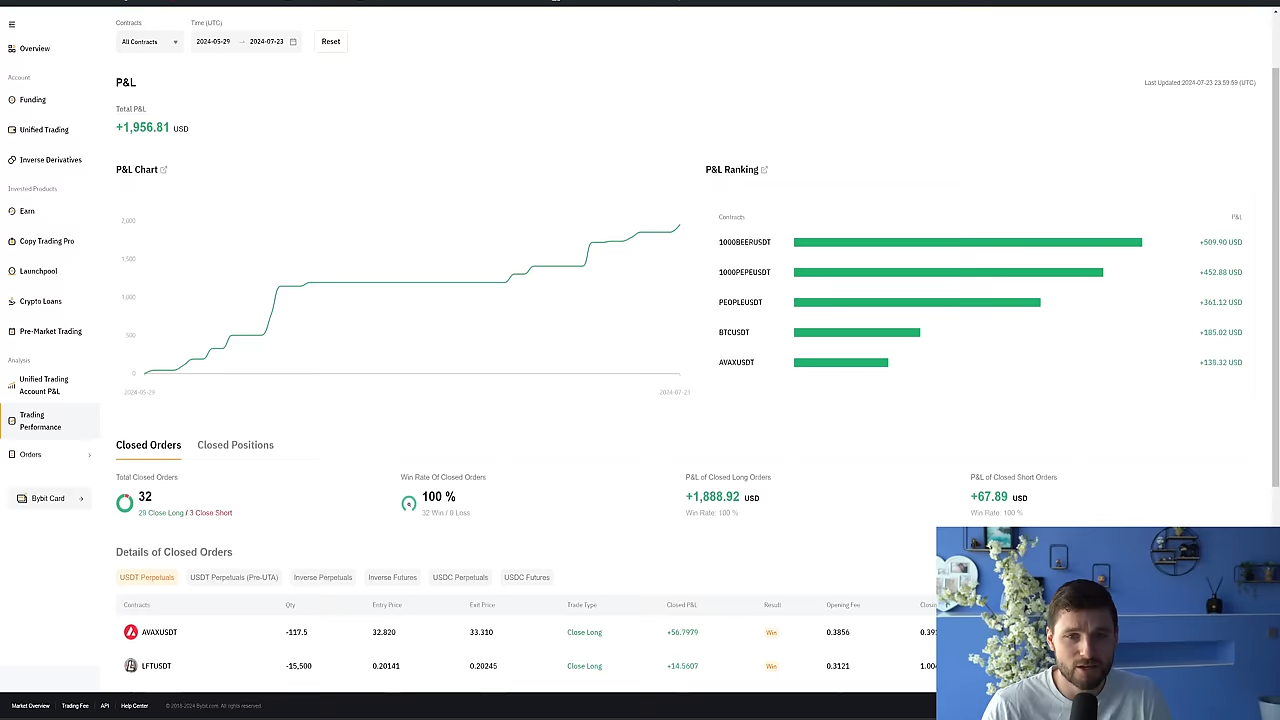 Contracts
Time (UTC)
All Contracts
2024-05-29 → 2024-07-23
Reset
Overview
Account
Funding
Unified Trading
Inverse Derivatives
Invested Products
Earn
Copy Trading Pro
Launchpool
Crypto Loans
Pre-Market Trading
Analysis
Unified Trading
Account P&L
Trading
Performance
Orders
Bybit Card →
P&L
Last Updated:2024-07-23 23:59:59 (UTC)
Total P&L
+1,956.81 USD
P&L Chart
2,000
1,500
1,000
500
0
2024-05-29
2024-07-23
P&L Ranking
Contracts P&L
1000BEERUSDT +509.90 USD
1000PEPEUSDT +452.88 USD
PEOPLEUSDT +361.12 USD
BTCUSDT +185.02 USD
AVAXUSDT +138.32 USD
Closed Orders Closed Positions
Total Closed Orders
32
29 Close Long / 3 Close Short
Win Rate Of Closed Orders
100 %
32 Win / 0 Loss
P&L of Closed Long Orders
+1,888.92 USD
Win Rate: 100 %
P&L of Closed Short Orders
+67.89 USD
Win Rate: 100 %
Details of Closed Orders
USDT Perpetuals USDT Perpetuals (Pre-UTA) Inverse Perpetuals Inverse Futures USDC Perpetuals USDC Futures
Contracts Qty Entry Price Exit Price Trade Type Closed P&L Result Opening Fee
AVAXUSDT -117.5 32.820 33.310 Close Long +56.7979 Win 0.3856
LFTUSDT -15,500 0.20141 0.20245 Close Long +14.5607 Win 0.3121
Market Overview Trading Fee API Help Center © 2018-2024 Bybit.com. All rights reserved.